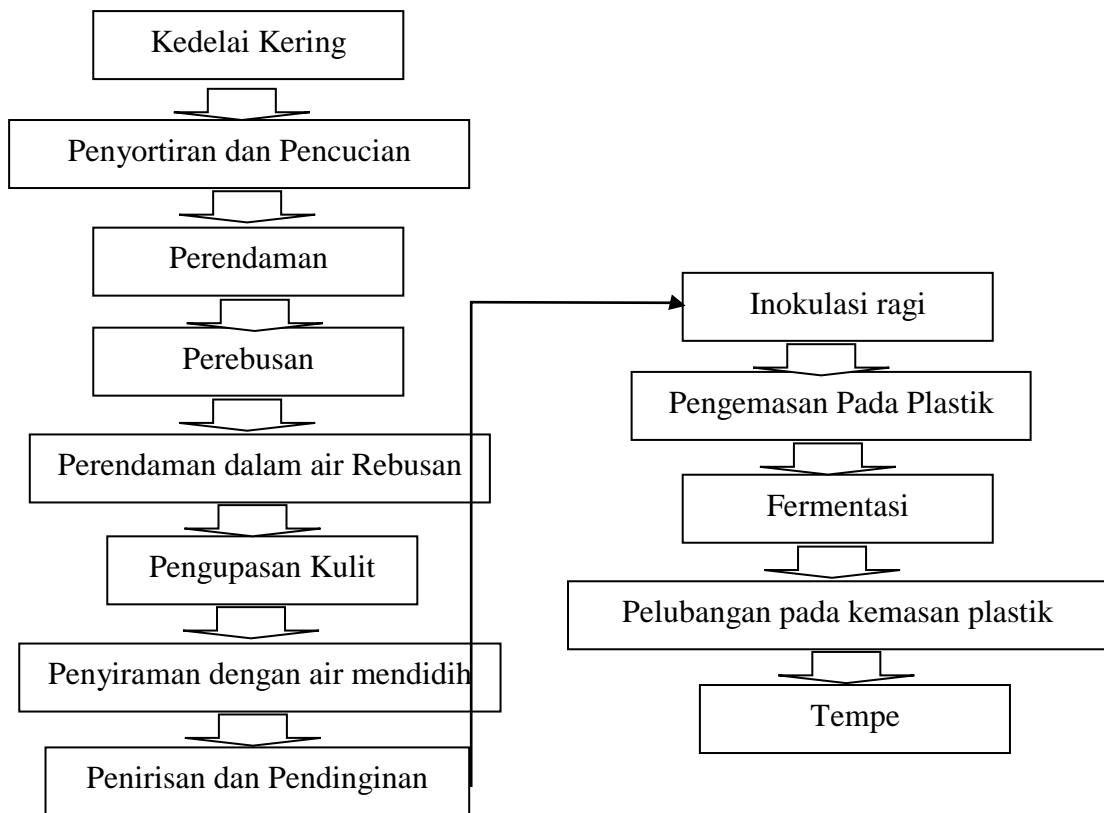 Kedelai Kering
Penyortiran dan Pencucian
Perendaman
Perebusan
Perendaman dalam air Rebusan
Pengupasan Kulit
Penyiraman dengan air mendidih
Penirisan dan Pendinginan
Inokulasi ragi
Pengemasan Pada Plastik
Fermentasi
Pelubangan pada kemasan plastik
Tempe